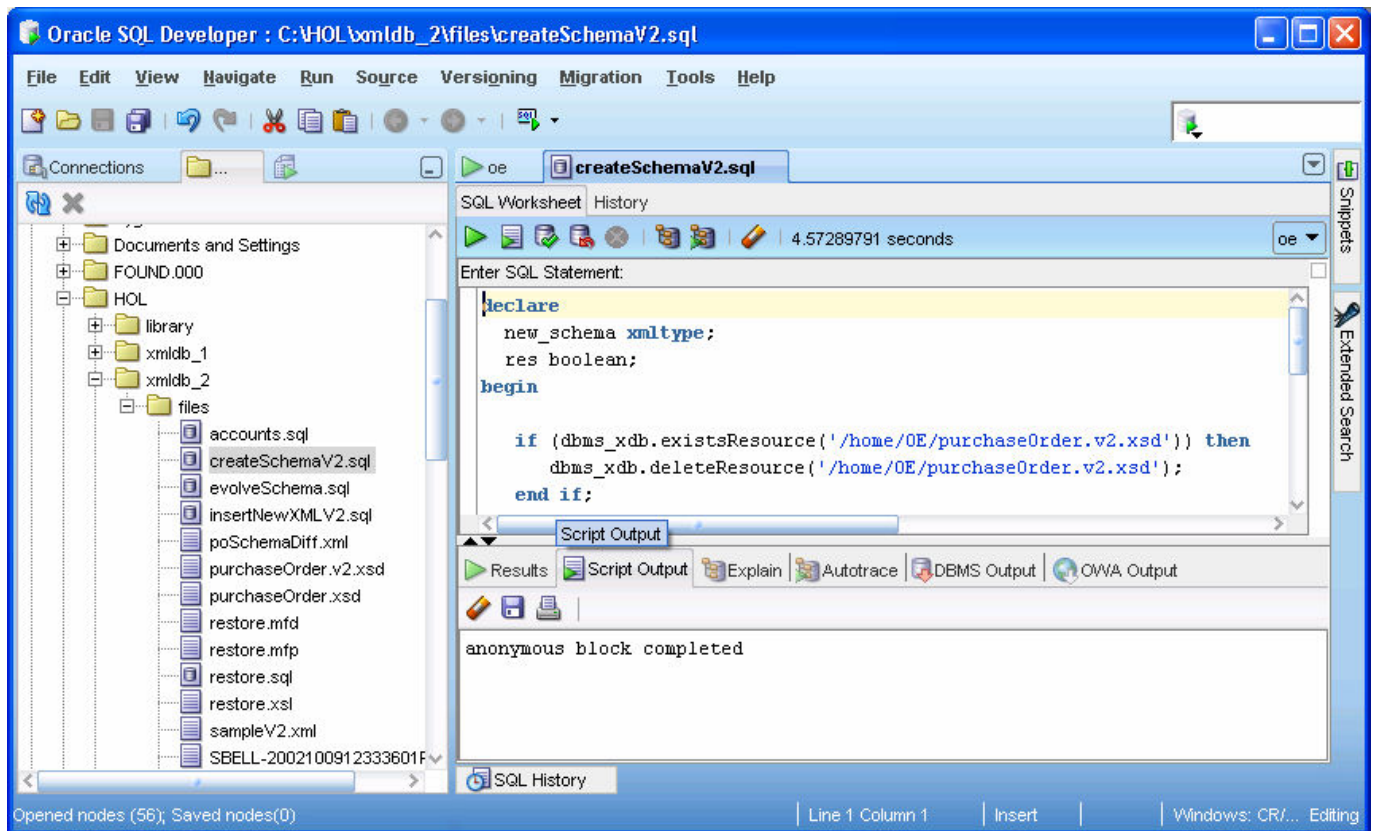 Oracle SQL Developer : C:\HOL\xmldb_2\files\createSchemaV2.sql
File Edit View Navigate Run Source Versioning Migration Tools Help
Connections
...
Documents and Settings
FOUND.000
HOL
library
xmldb_1
xmldb_2
files
accounts.sql
createSchemaV2.sql
evolveSchema.sql
insertNewXMLV2.sql
poSchemaDiff.xml
purchaseOrder.v2.xsd
purchaseOrder.xsd
restore.mfd
restore.mfp
restore.sql
restore.xsl
sampleV2.xml
oe createSchemaV2.sql
SQL Worksheet History
4.57289791 seconds
oe
Enter SQL Statement:
declare
new_schema xmltype;
res boolean;
begin
if (dbms_xdb.existsResource('/home/OE/purchaseOrder.v2.xsd')) then
dbms_xdb.deleteResource('/home/OE/purchaseOrder.v2.xsd');
end if;
Script Output
Results Script Output Explain Autotrace DBMS Output OWA Output
anonymous block completed
SQL History
Snippets
Extended Search
Opened nodes (56); Saved nodes(0)
Line 1 Column 1 Insert Windows: CR/... Editing